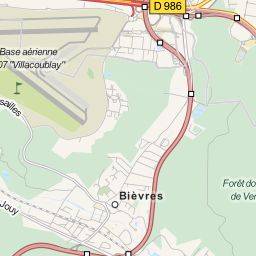 D 986
Base aérienne
07 "Villacoublay"
sailles
Bièvres
Jouy
Forêt do
de Ver